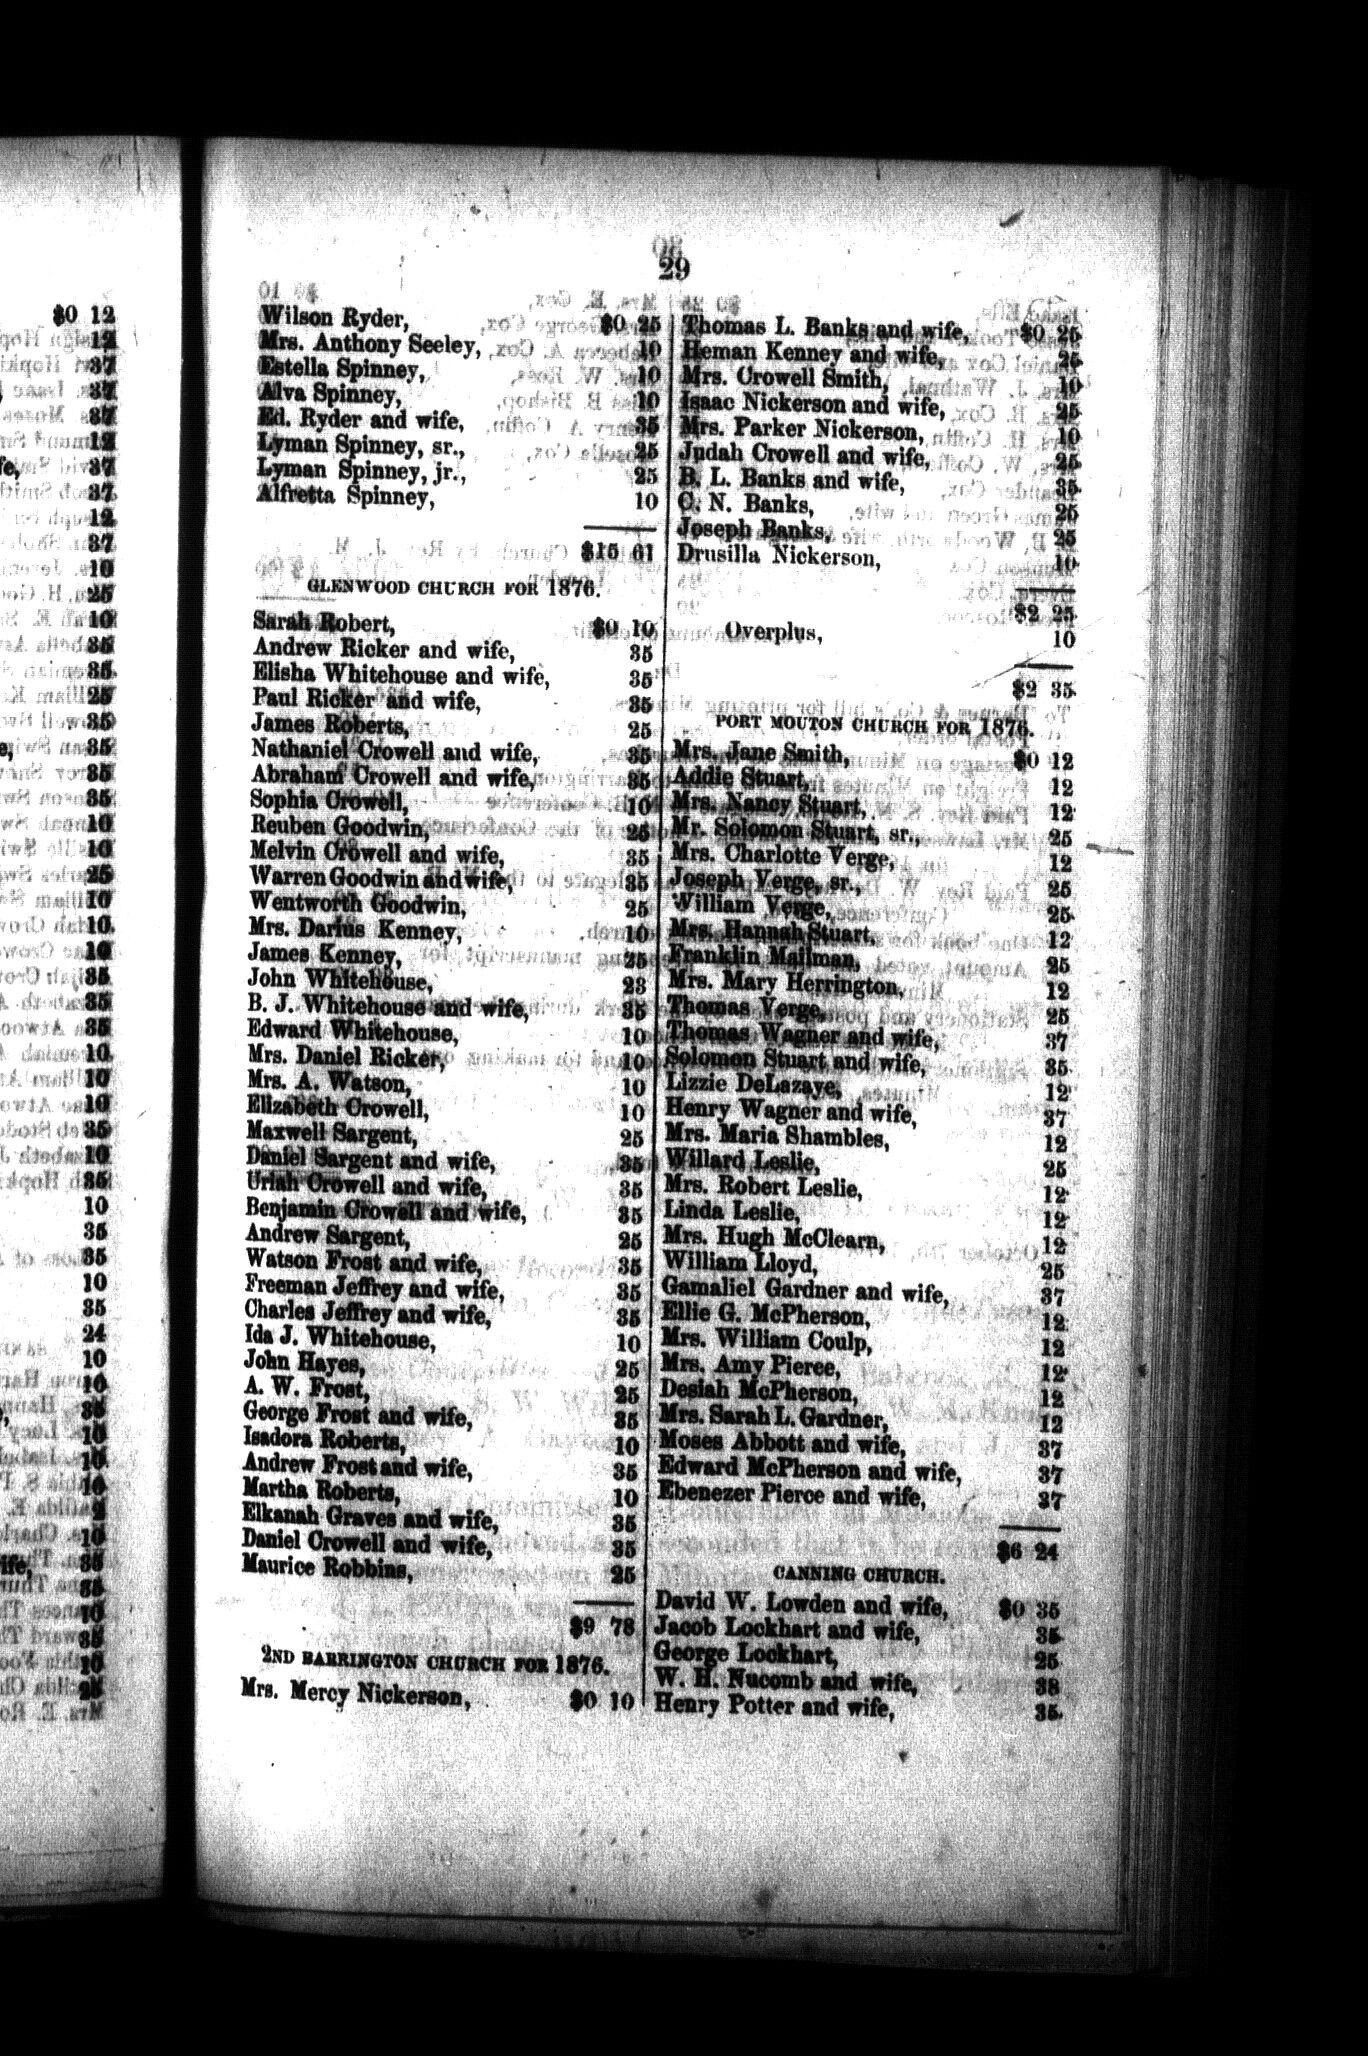 29
Wilson Ryder, $0 25
Mrs. Anthony Seeley, 10
Estella Spinney, 10
Alva Spinney, 10
Ed. Ryder and wife, 35
Lyman Spinney, sr., 25
Lyman Spinney, jr., 25
Alfretta Spinney, 10
$15 61
GLENWOOD CHURCH FOR 1876.
Sarah Robert, $0 10
Andrew Ricker and wife, 35
Elisha Whitehouse and wife, 35
Paul Ricker and wife, 35
James Roberts, 25
Nathaniel Crowell and wife, 35
Abraham Crowell and wife, 35
Sophia Crowell, 10
Reuben Goodwin, 25
Melvin Crowell and wife, 35
Warren Goodwin and wife, 35
Wentworth Goodwin, 25
Mrs. Darius Kenney, 10
James Kenney, 25
John Whitehouse, 23
B. J. Whitehouse and wife, 35
Edward Whitehouse, 10
Mrs. Daniel Ricker, 10
Mrs. A. Watson, 10
Elizabeth Crowell, 10
Maxwell Sargent, 25
Daniel Sargent and wife, 35
Uriah Crowell and wife, 35
Benjamin Crowell and wife, 35
Andrew Sargent, 25
Watson Frost and wife, 35
Freeman Jeffrey and wife, 35
Charles Jeffrey and wife, 35
Ida J. Whitehouse, 10
John Hayes, 25
A. W. Frost, 25
George Frost and wife, 35
Isadora Roberts, 10
Andrew Frost and wife, 35
Martha Roberts, 10
Elkanah Graves and wife, 35
Daniel Crowell and wife, 35
Maurice Robbins, 25
$9 78
2ND BARRINGTON CHURCH FOR 1876.
Mrs. Mercy Nickerson, $0 10
Thomas L. Banks and wife, $0 25
Heman Kenney and wife, 25
Mrs. Crowell Smith, 10
Isaac Nickerson and wife, 25
Mrs. Parker Nickerson, 10
Judah Crowell and wife, 25
B. L. Banks and wife, 35
C. N. Banks, 25
Joseph Banks, 25
Drusilla Nickerson, 10
$2 25
Overplus, 10
$2 35
PORT MOUTON CHURCH FOR 1876.
Mrs. Jane Smith, $0 12
Addie Stuart, 12
Mrs. Nancy Stuart, 12
Mr. Solomon Stuart, sr., 25
Mrs. Charlotte Verge, 12
Joseph Verge, sr., 25
William Verge, 25
Mrs. Hannah Stuart, 12
Franklin Mailman, 25
Mrs. Mary Herrington, 12
Thomas Verge, 25
Thomas Wagner and wife, 37
Solomon Stuart and wife, 35
Lizzie DeLazaye, 12
Henry Wagner and wife, 37
Mrs. Maria Shambles, 12
Willard Leslie, 25
Mrs. Robert Leslie, 12
Linda Leslie, 12
Mrs. Hugh McClearn, 12
William Lloyd, 25
Gamaliel Gardner and wife, 37
Ellie G. McPherson, 12
Mrs. William Coulp, 12
Mrs. Amy Pieree, 12
Desiah McPherson, 12
Mrs. Sarah L. Gardner, 12
Moses Abbott and wife, 37
Edward McPherson and wife, 37
Ebenezer Pierce and wife, 37
$6 24
CANNING CHURCH.
David W. Lowden and wife, $0 35
Jacob Lockhart and wife, 35
George Lockhart, 25
W. H. Nucomb and wife, 38
Henry Potter and wife, 35